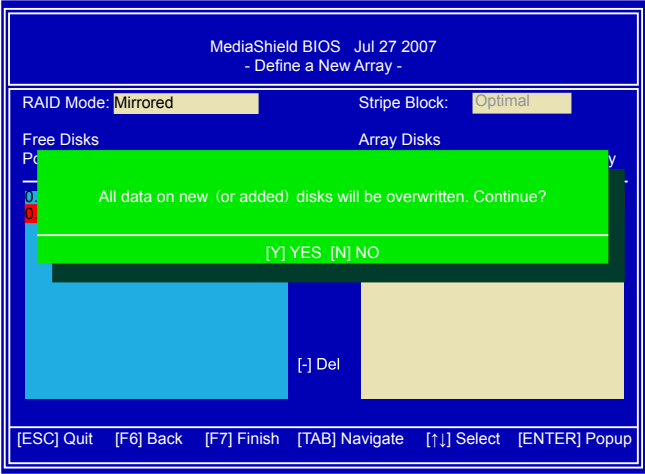 MediaShield BIOS Jul 27 2007
- Define a New Array -
RAID Mode: Mirrored Stripe Block: Optimal
Free Disks Array Disks
All data on new (or added) disks will be overwritten. Continue?
[Y] YES [N] NO
[-] Del
[ESC] Quit [F6] Back [F7] Finish [TAB] Navigate [↑↓] Select [ENTER] Popup